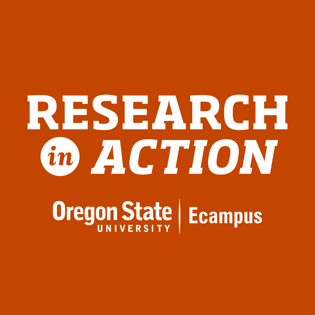 RESEARCH
in ACTION
Oregon State | Ecampus
UNIVERSITY